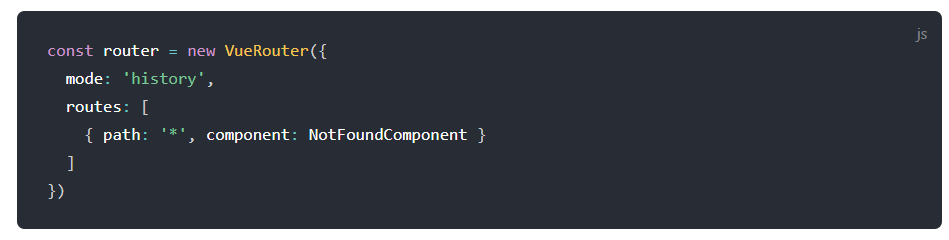 js
const router = new VueRouter({
  mode: 'history',
  routes: [
    { path: '*', component: NotFoundComponent }
  ]
})